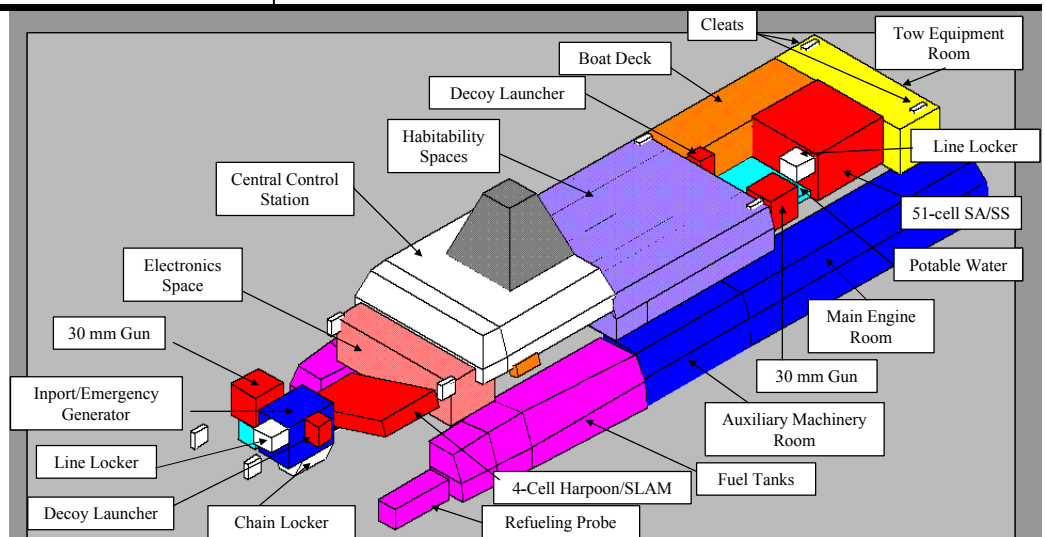 Cleats
Tow Equipment
Room
Boat Deck
Decoy Launcher
Habitability
Spaces
Line Locker
Central Control
Station
51-cell SA/SS
Electronics
Space
Potable Water
30 mm Gun
Main Engine
Room
30 mm Gun
Inport/Emergency
Generator
Auxiliary Machinery
Room
Line Locker
4-Cell Harpoon/SLAM
Fuel Tanks
Decoy Launcher
Chain Locker
Refueling Probe